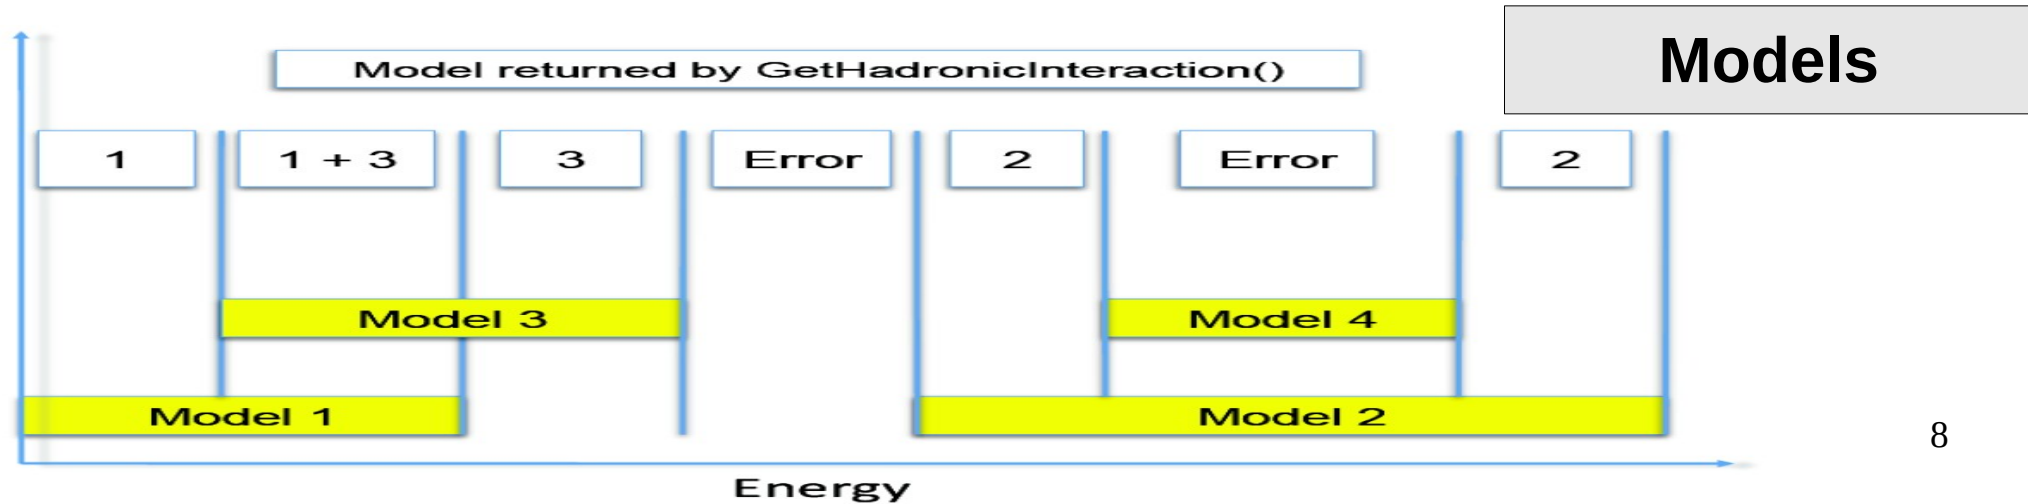 Models
Model returned by GetHadronicInteraction()
1
1 + 3
3
Error
2
Error
2
Model 3
Model 4
Model 1
Model 2
8
Energy